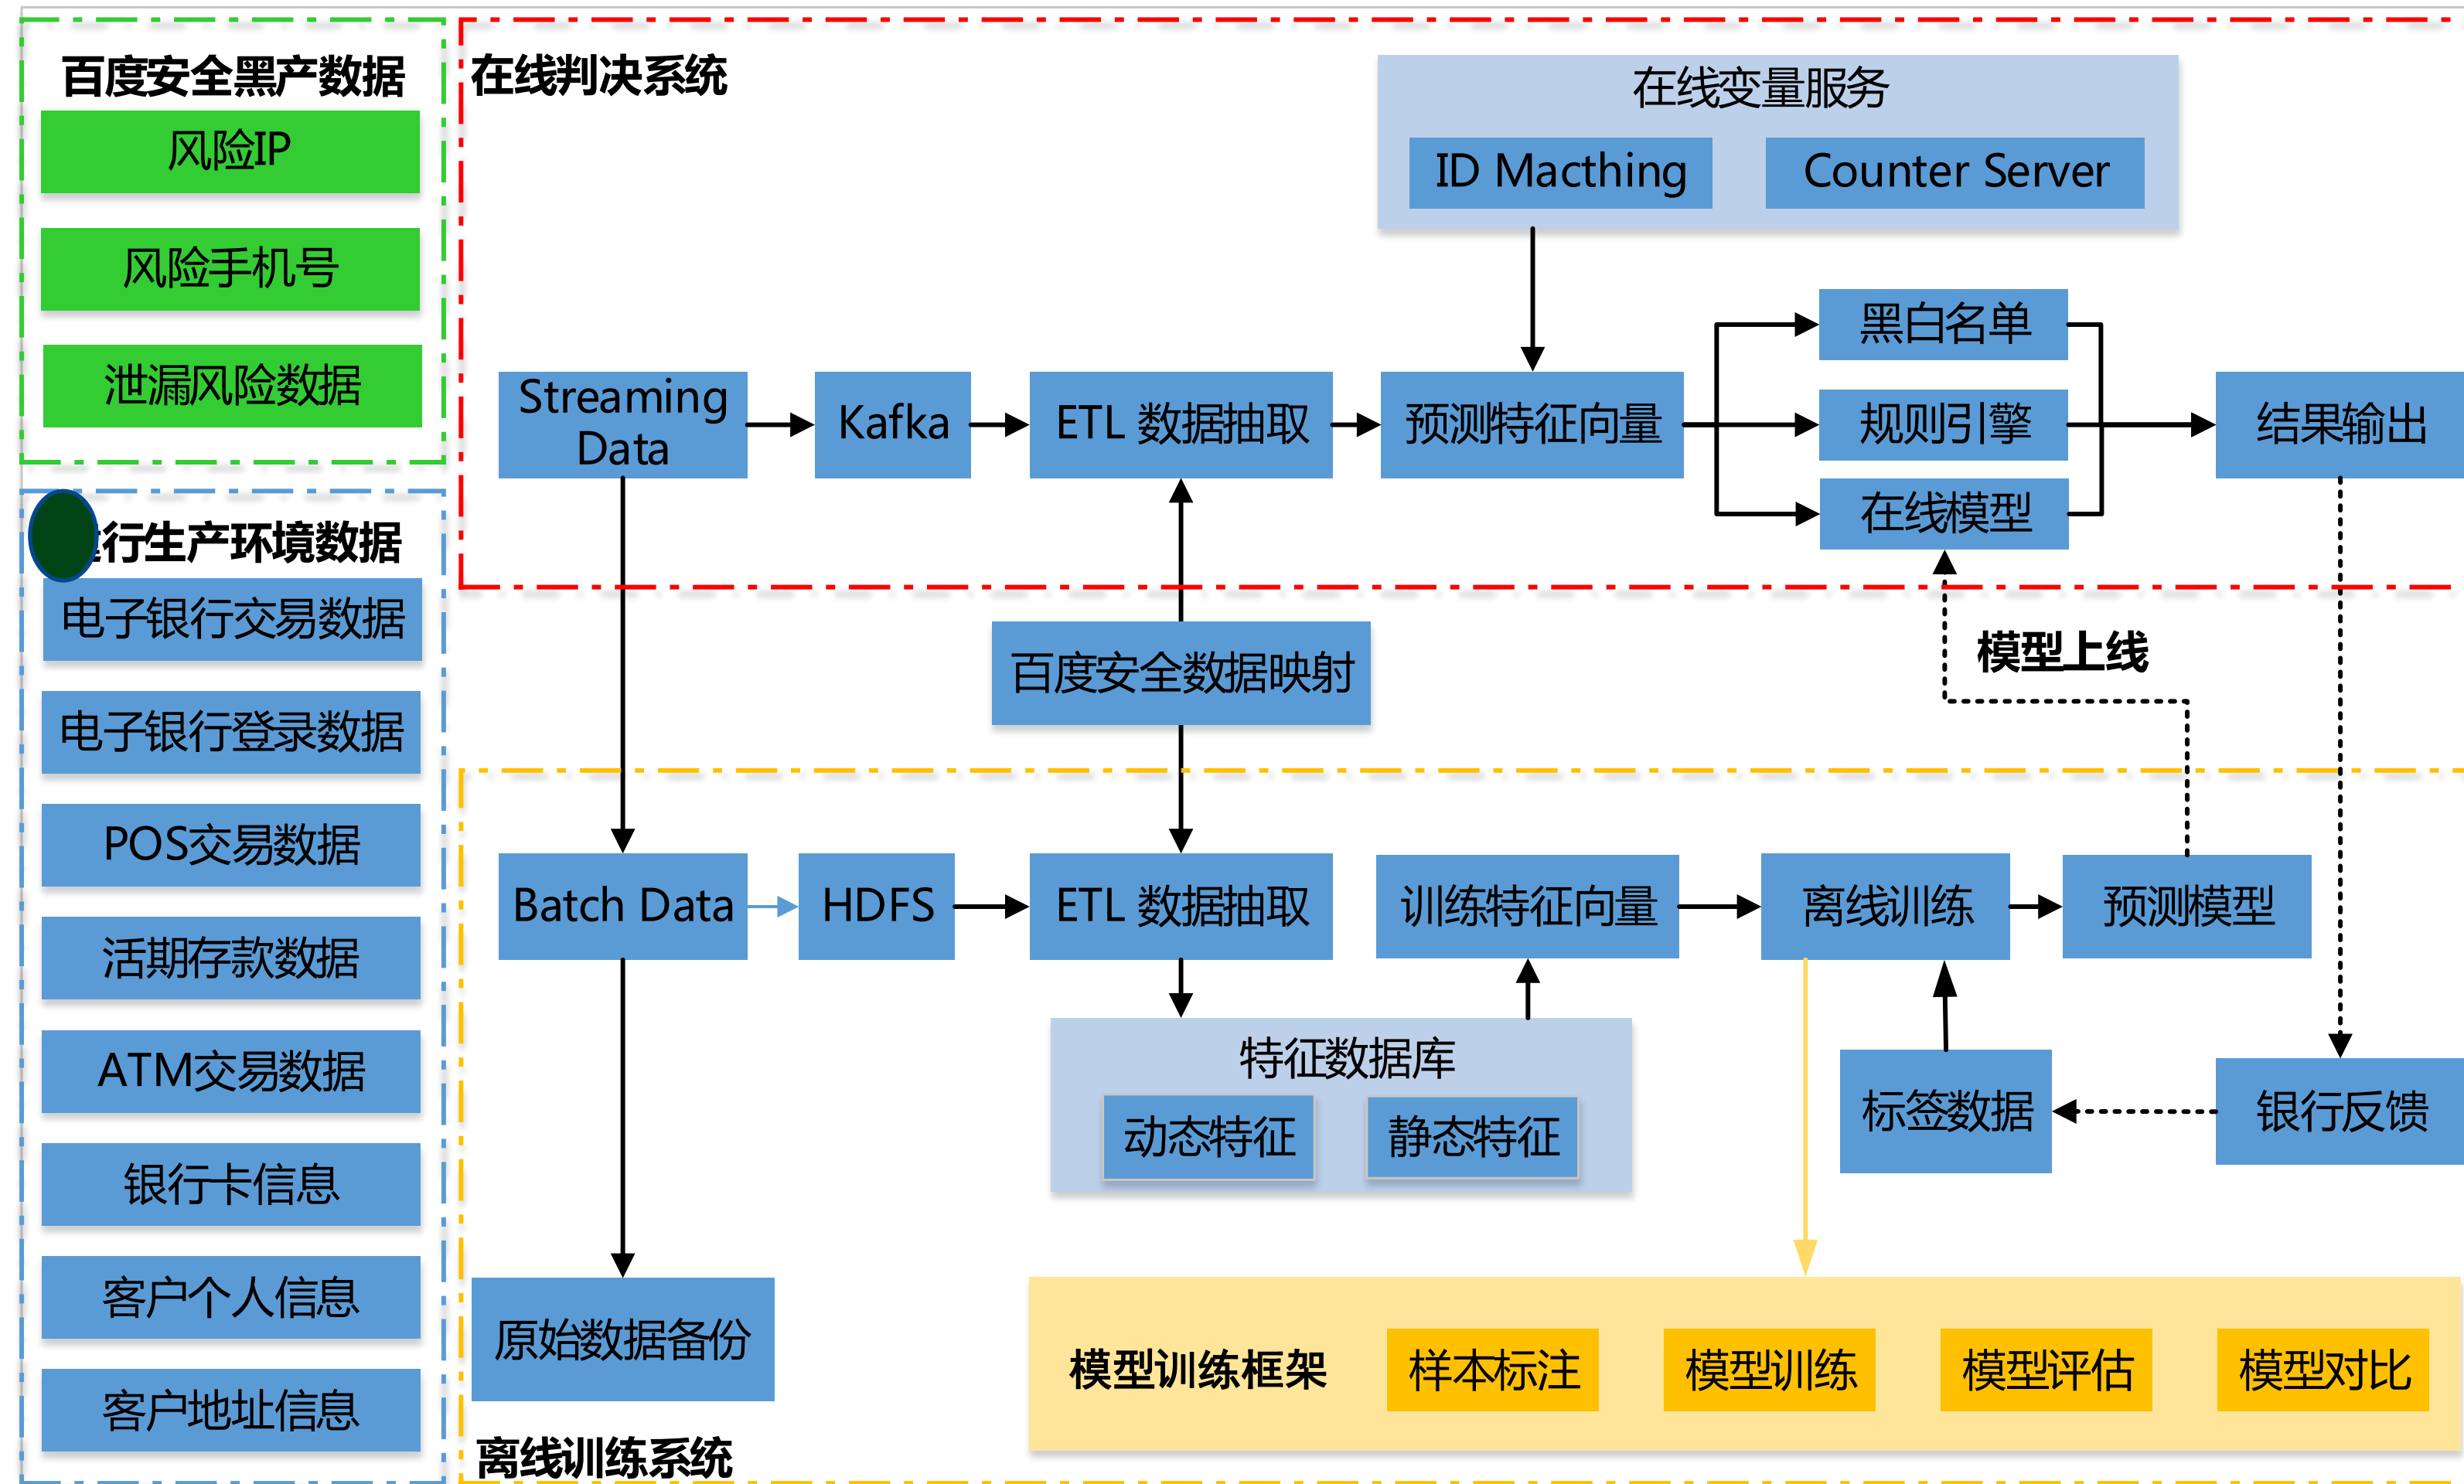 百度安全黑产数据
风险IP
风险手机号
泄漏风险数据
行生产环境数据
电子银行交易数据
电子银行登录数据
POS交易数据
活期存款数据
ATM交易数据
银行卡信息
客户个人信息
客户地址信息
在线判决系统
在线变量服务
ID Macthing
Counter Server
Streaming
Data
Kafka
ETL 数据抽取
预测特征向量
黑白名单
规则引擎
在线模型
结果输出
百度安全数据映射
模型上线
Batch Data
HDFS
ETL 数据抽取
训练特征向量
离线训练
预测模型
特征数据库
动态特征
静态特征
标签数据
银行反馈
原始数据备份
模型训练框架
样本标注
模型训练
模型评估
模型对比
离线训练系统